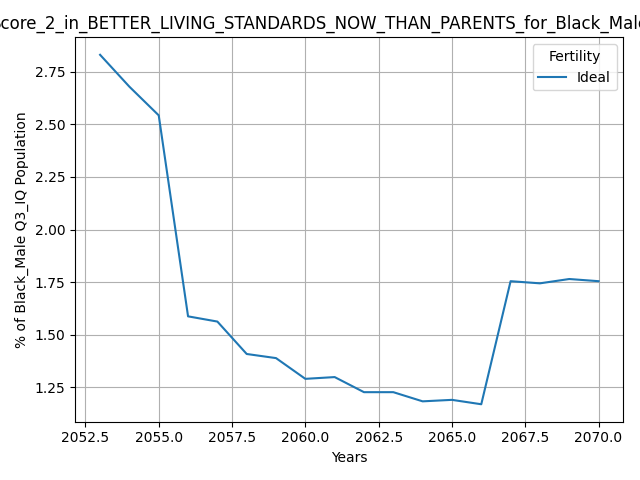 core_2_in_BETTER_LIVING_STANDARDS_NOW_THAN_PARENTS_for_Black_Male
Fertility
Ideal
% of Black_Male Q3_IQ Population
2.75
2.50
2.25
2.00
1.75
1.50
1.25
2052.5 2055.0 2057.5 2060.0 2062.5 2065.0 2067.5 2070.0
Years